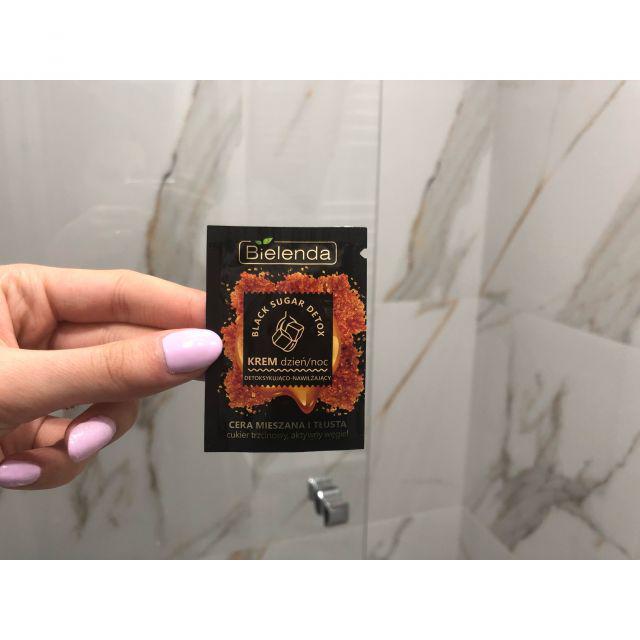 Bielenda
BLACK SUGAR DETOX
KREM dzień/noc
DETOKSYKUJĄCO-NAWILŻAJĄCY
CERA MIESZANA I TŁUSTA
cukier trzcinowy, aktywny węgiel